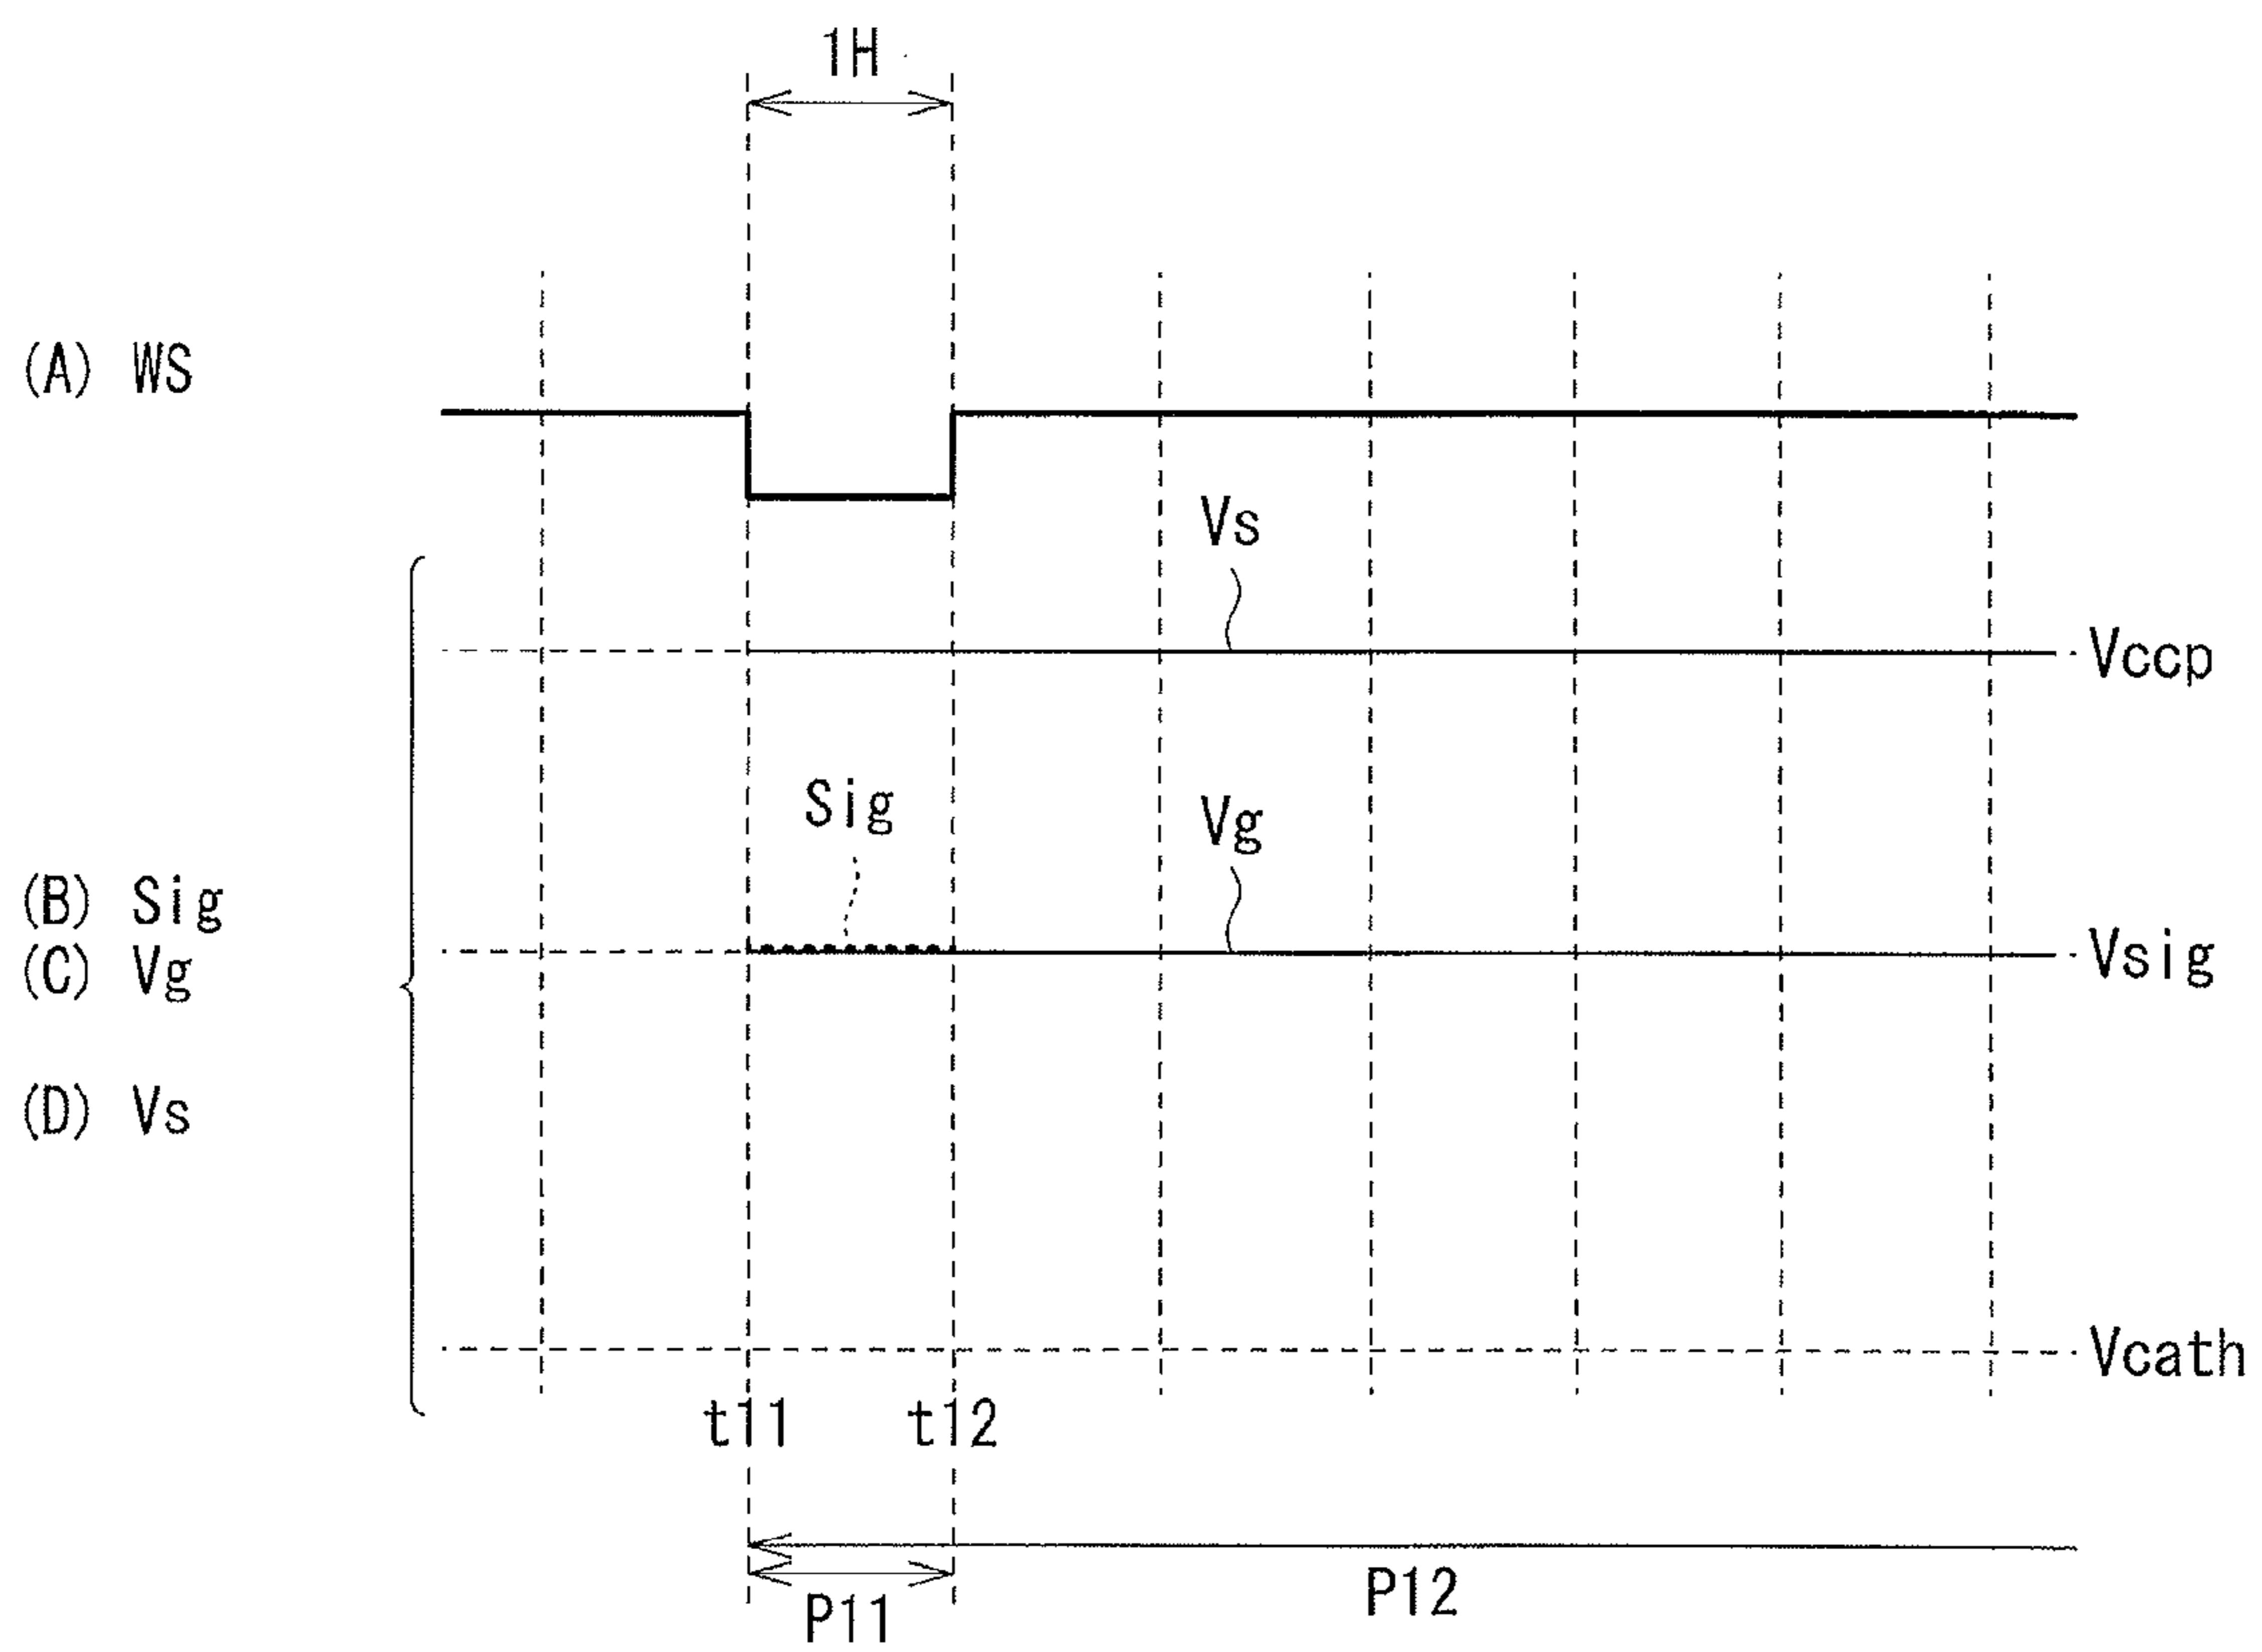 1H
(A) WS
Vs
Vccp
Sig
Vg
(B) Sig
(C) Vg
Vsig
(D) Vs
Vcath
t11
t12
P11
P12